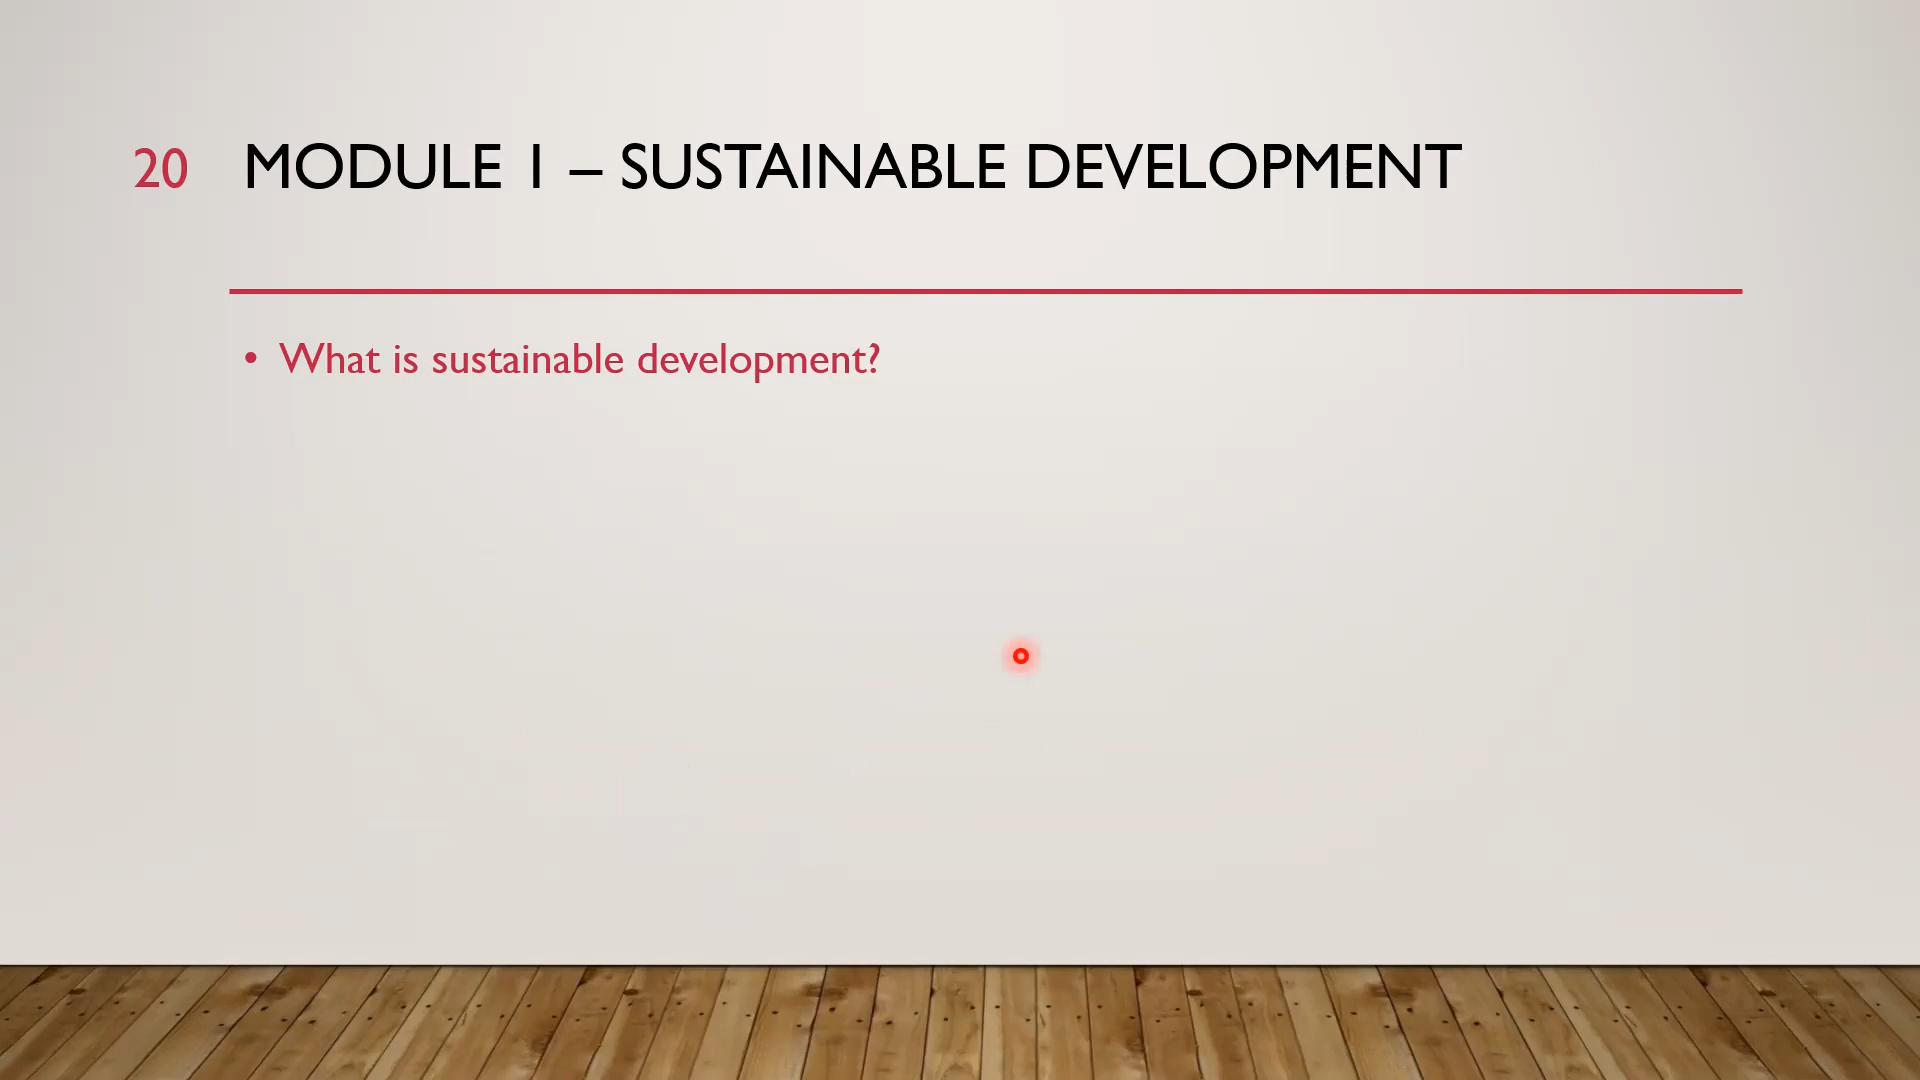 20 MODULE 1 – SUSTAINABLE DEVELOPMENT
• What is sustainable development?